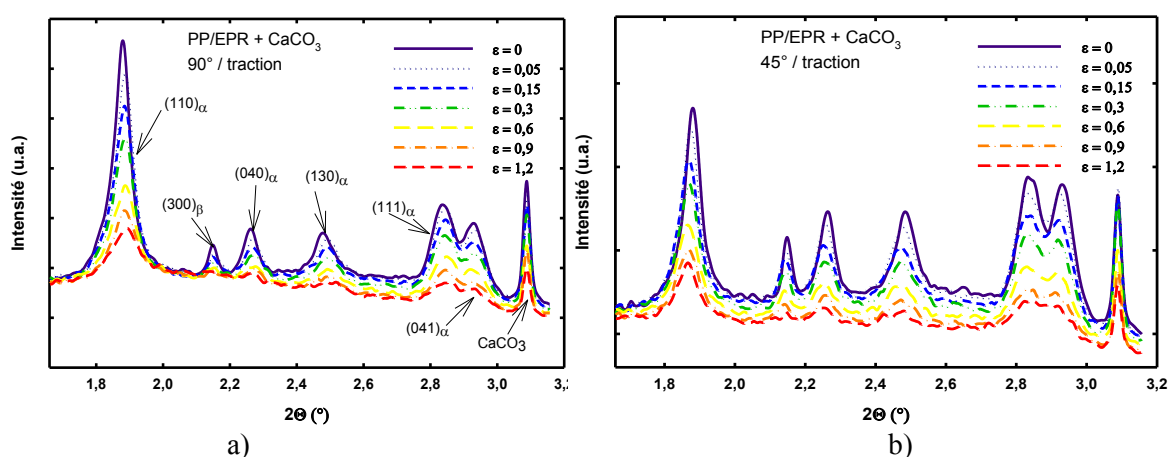 a)
PP/EPR + CaCO3
90° / traction
ε = 0
ε = 0,05
ε = 0,15
ε = 0,3
ε = 0,6
ε = 0,9
ε = 1,2
(110)α
(300)β
(040)α
(130)α
(111)α
(041)α
CaCO3
Intensité (u.a.)
1,8 2,0 2,2 2,4 2,6 2,8 3,0 3,2
2Θ (°)
a)
b)
PP/EPR + CaCO3
45° / traction
ε = 0
ε = 0,05
ε = 0,15
ε = 0,3
ε = 0,6
ε = 0,9
ε = 1,2
Intensité (u.a.)
1,8 2,0 2,2 2,4 2,6 2,8 3,0 3,2
2Θ (°)
b)